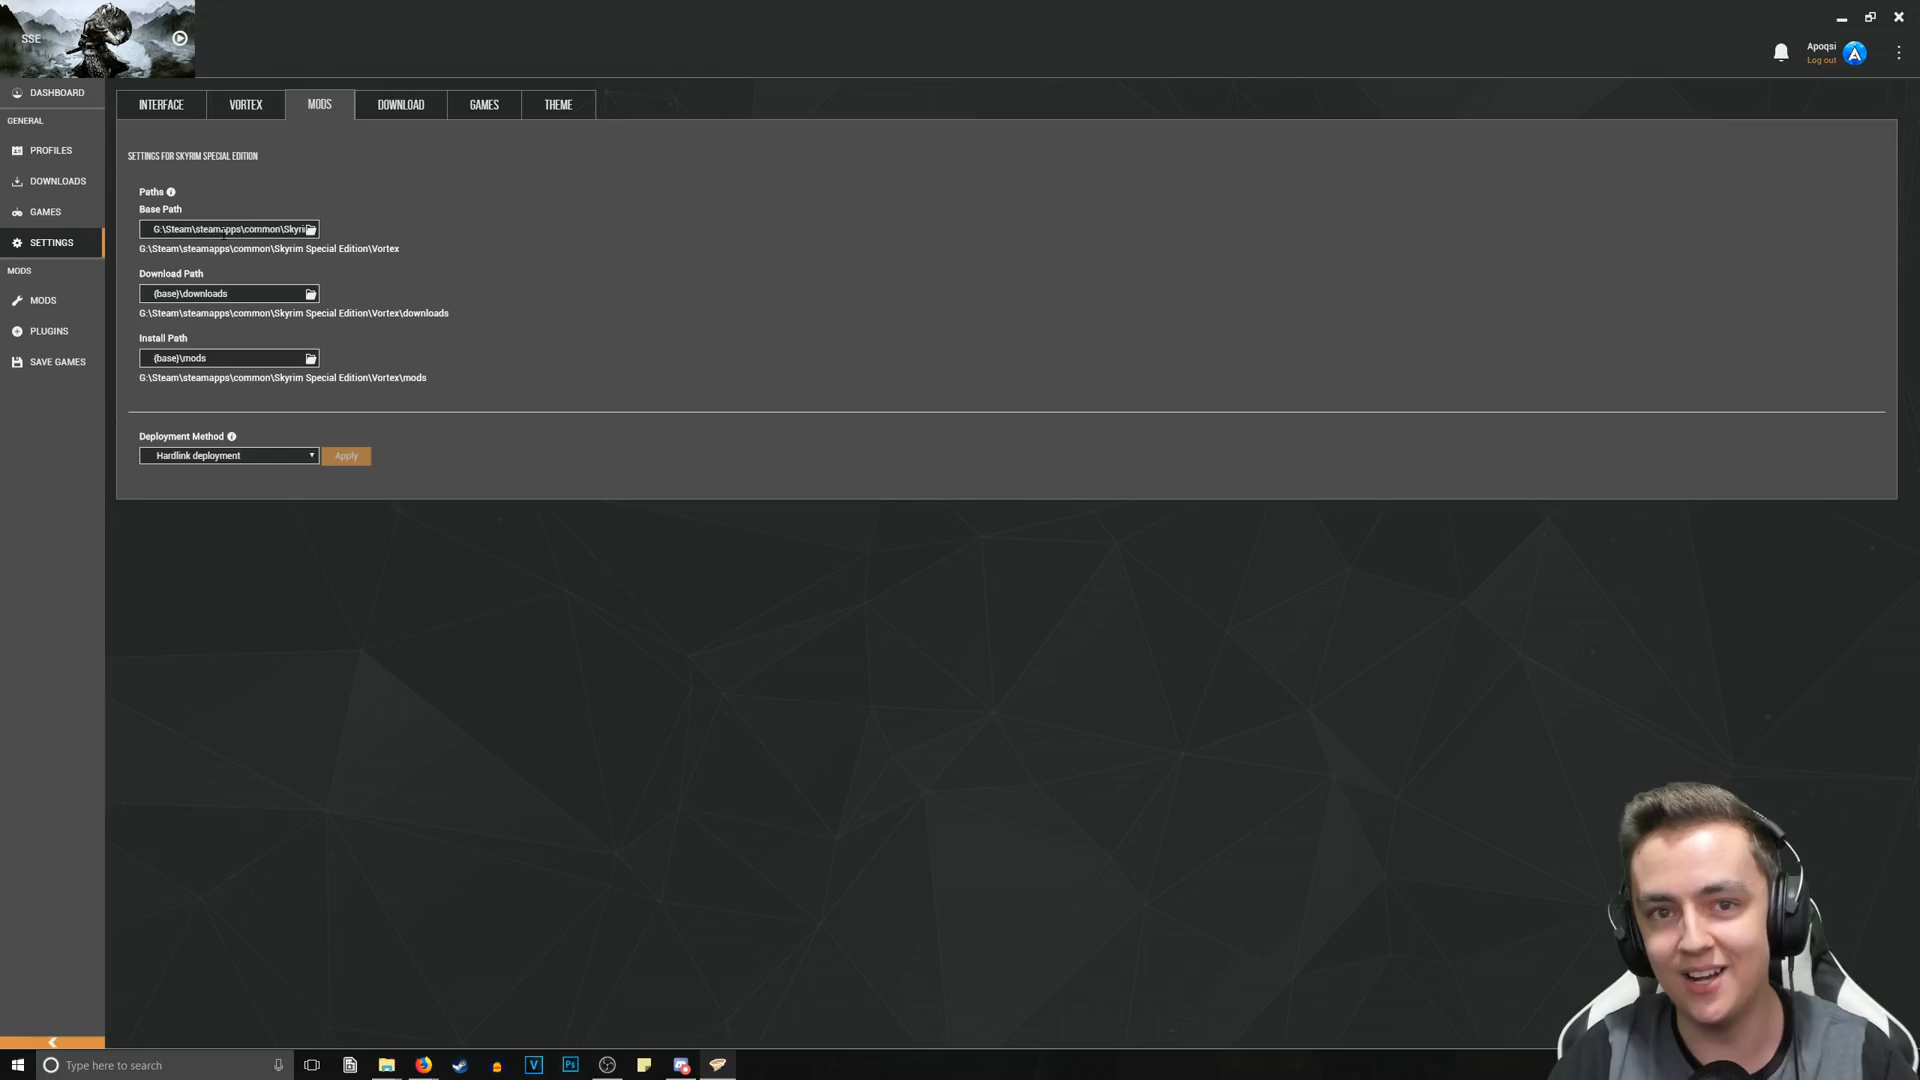 SSE
Apoqsi
Log out
DASHBOARD
GENERAL
PROFILES
DOWNLOADS
GAMES
SETTINGS
MODS
MODS
PLUGINS
SAVE GAMES
INTERFACE
VORTEX
MODS
DOWNLOAD
GAMES
THEME
SETTINGS FOR SKYRIM SPECIAL EDITION
Paths
Base Path
G:\Steam\steamapps\common\Skyri
G:\Steam\steamapps\common\Skyrim Special Edition\Vortex
Download Path
{base}\downloads
G:\Steam\steamapps\common\Skyrim Special Edition\Vortex\downloads
Install Path
{base}\mods
G:\Steam\steamapps\common\Skyrim Special Edition\Vortex\mods
Deployment Method
Hardlink deployment
Apply
Type here to search
V
Ps